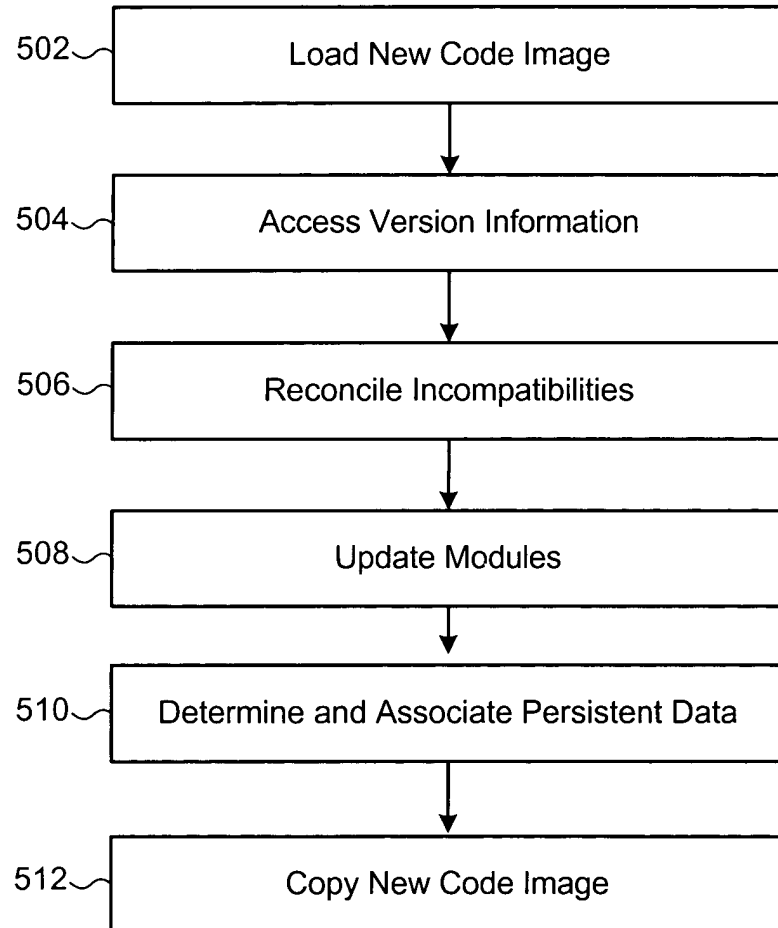 502 Load New Code Image
504 Access Version Information
506 Reconcile Incompatibilities
508 Update Modules
510 Determine and Associate Persistent Data
512 Copy New Code Image